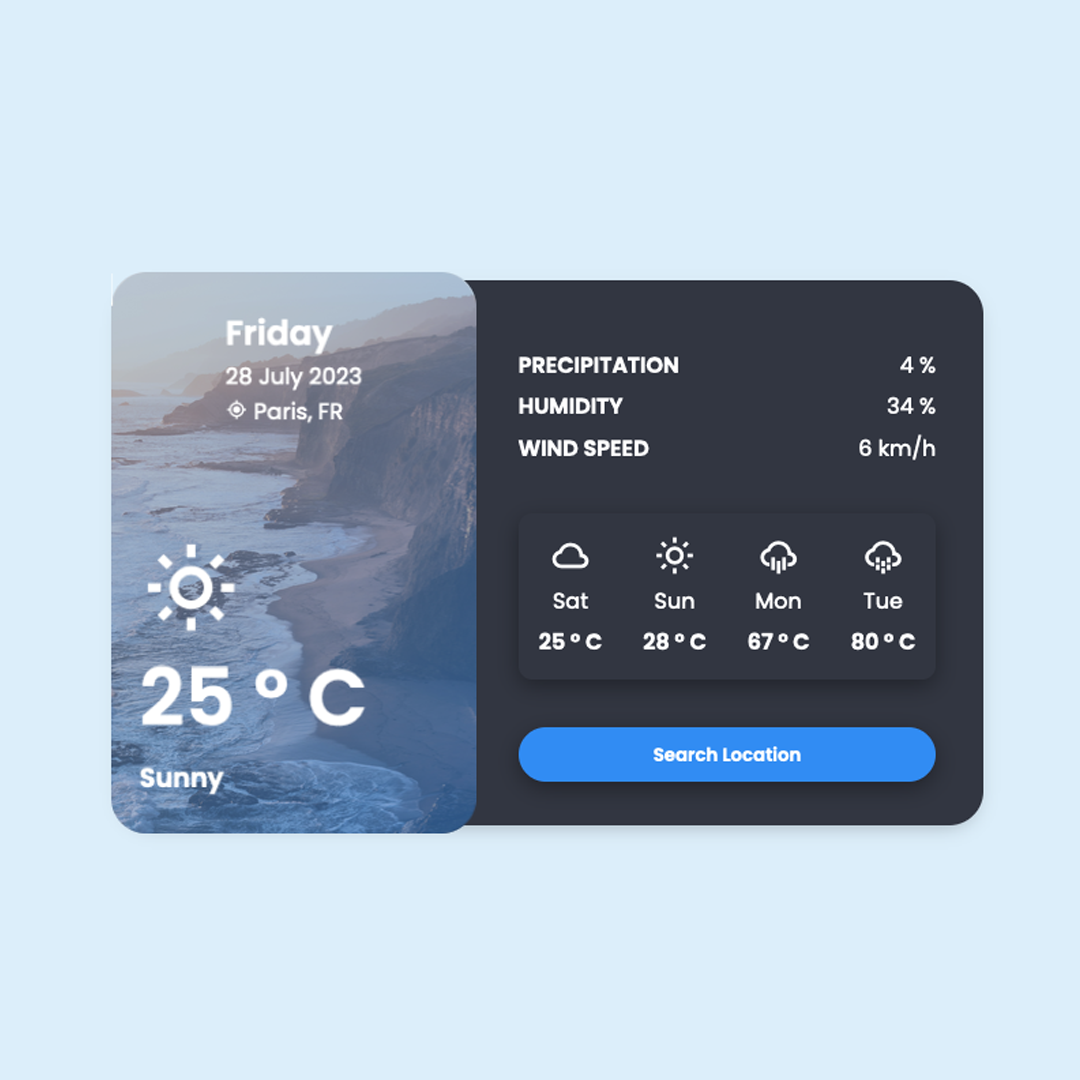 Friday
28 July 2023
Paris, FR
25 ° C
Sunny
PRECIPITATION 4 %
HUMIDITY 34 %
WIND SPEED 6 km/h
Sat Sun Mon Tue
25 ° C 28 ° C 67 ° C 80 ° C
Search Location